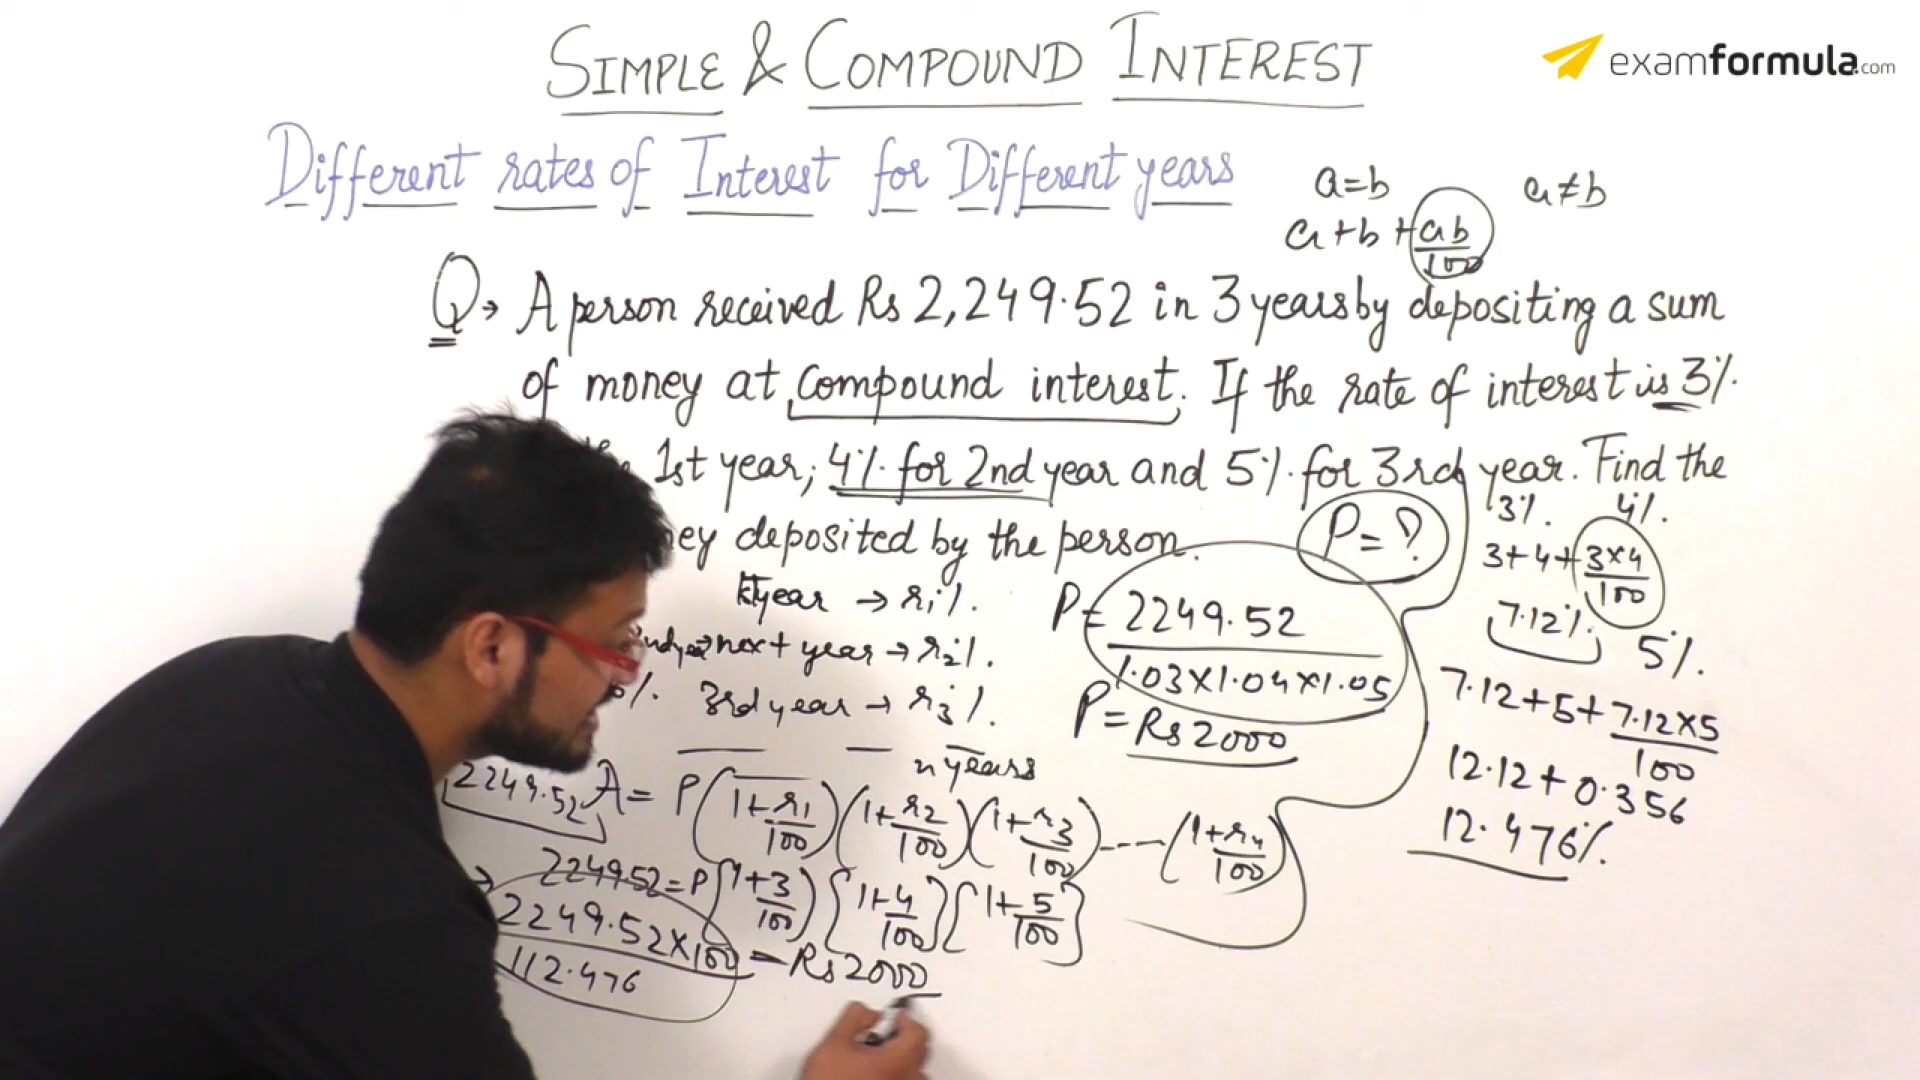 SIMPLE & COMPOUND INTEREST
examformula.com
Different rates of Interest for Different years
a=b
a≠b
a+b+ab/100
Q→ A person received Rs 2,249.52 in 3 years by depositing a sum
of money at compound interest. If the rate of interest is 3%
1st year, 4% for 2nd year and 5% for 3rd year. Find the
deposited by the person.
P=?
3% 4%
3+4+3×4/100
7.12%
5%
7.12+5+7.12×5/100
12.12+0.356
12.476%
year → r1%.
next year → r2%.
3rd year → r3%.
n years
P=2249.52/1.03×1.04×1.05
P=Rs 2000
2249.52 A= P(1+r1/100)(1+r2/100)(1+r3/100)----(1+rn/100)
→ 2249.52=P[1+3/100)[1+4/100][1+5/100]
2249.52×100/112.476 = Rs 2000